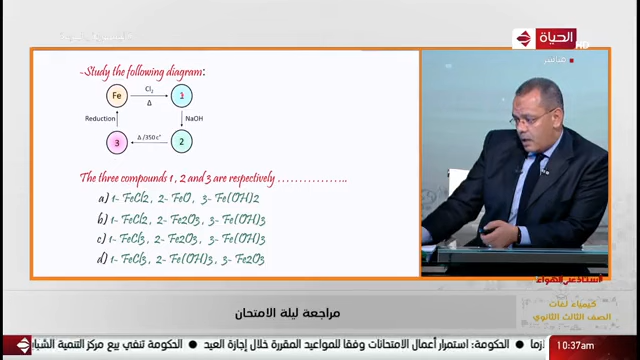 الحياة
HD
مباشر
~Study the following diagram:
Fe
Cl2
Δ
1
Reduction
NaOH
3
Δ/350 c°
2
The three compounds 1, 2 and 3 are respectively ……………..
a) 1- FeCl2, 2- FeO, 3- Fe(OH)2
b) 1- FeCl2, 2- Fe2O3, 3- Fe(OH)3
c) 1- FeCl3, 2- Fe2O3, 3- Fe(OH)3
d) 1- FeCl3, 2- Fe(OH)3, 3- Fe2O3
#أستاذ_على_الهواء
كيمياء لغات
الصف الثالث الثانوي
مراجعة ليلة الامتحان
الحكومة: استمرار أعمال الامتحانات وفقا للمواعيد المقررة خلال إجازة العيد
الحكومة تنفي بيع مركز التنمية الشبا
10:37am